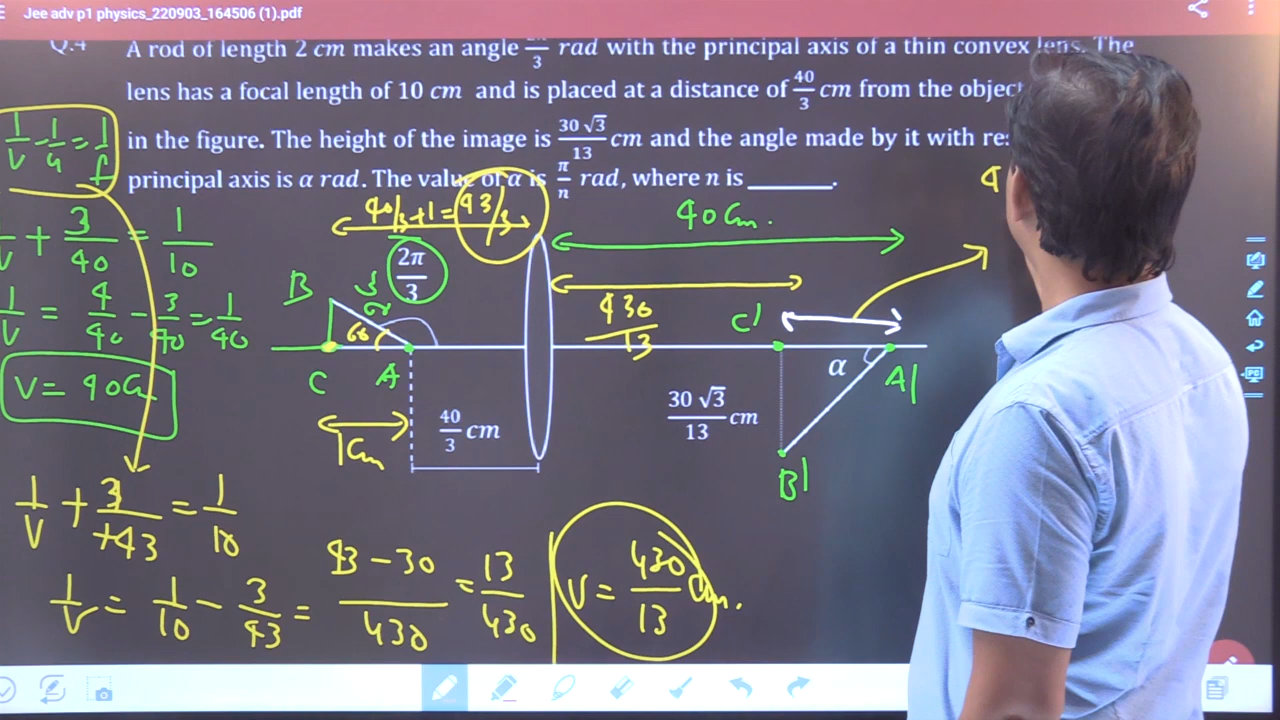 Jee adv p1 physics_220903_164506 (1).pdf
Q.4 A rod of length 2 cm makes an angle 2π/3 rad with the principal axis of a thin convex lens. The
lens has a focal length of 10 cm and is placed at a distance of 40/3 cm from the object
in the figure. The height of the image is 30 √3/13 cm and the angle made by it with
principal axis is α rad. The value of α is π/n rad, where n is ______.
1/v - 1/u = 1/f
1/v + 3/40 = 1/10
1/v = 4/40 - 3/40 = 1/40
V = 40Cm
40/3 + 1 = 43/3
2π/3
B
60
C
A
1Cm
40/3 cm
40 Cm.
430/13
C'
α
A'
30 √3/13 cm
B'
4
1/v + 3/+43 = 1/10
1/v = 1/10 - 3/43 = 43 - 30/430 = 13/430
V = 430/13 Cm.